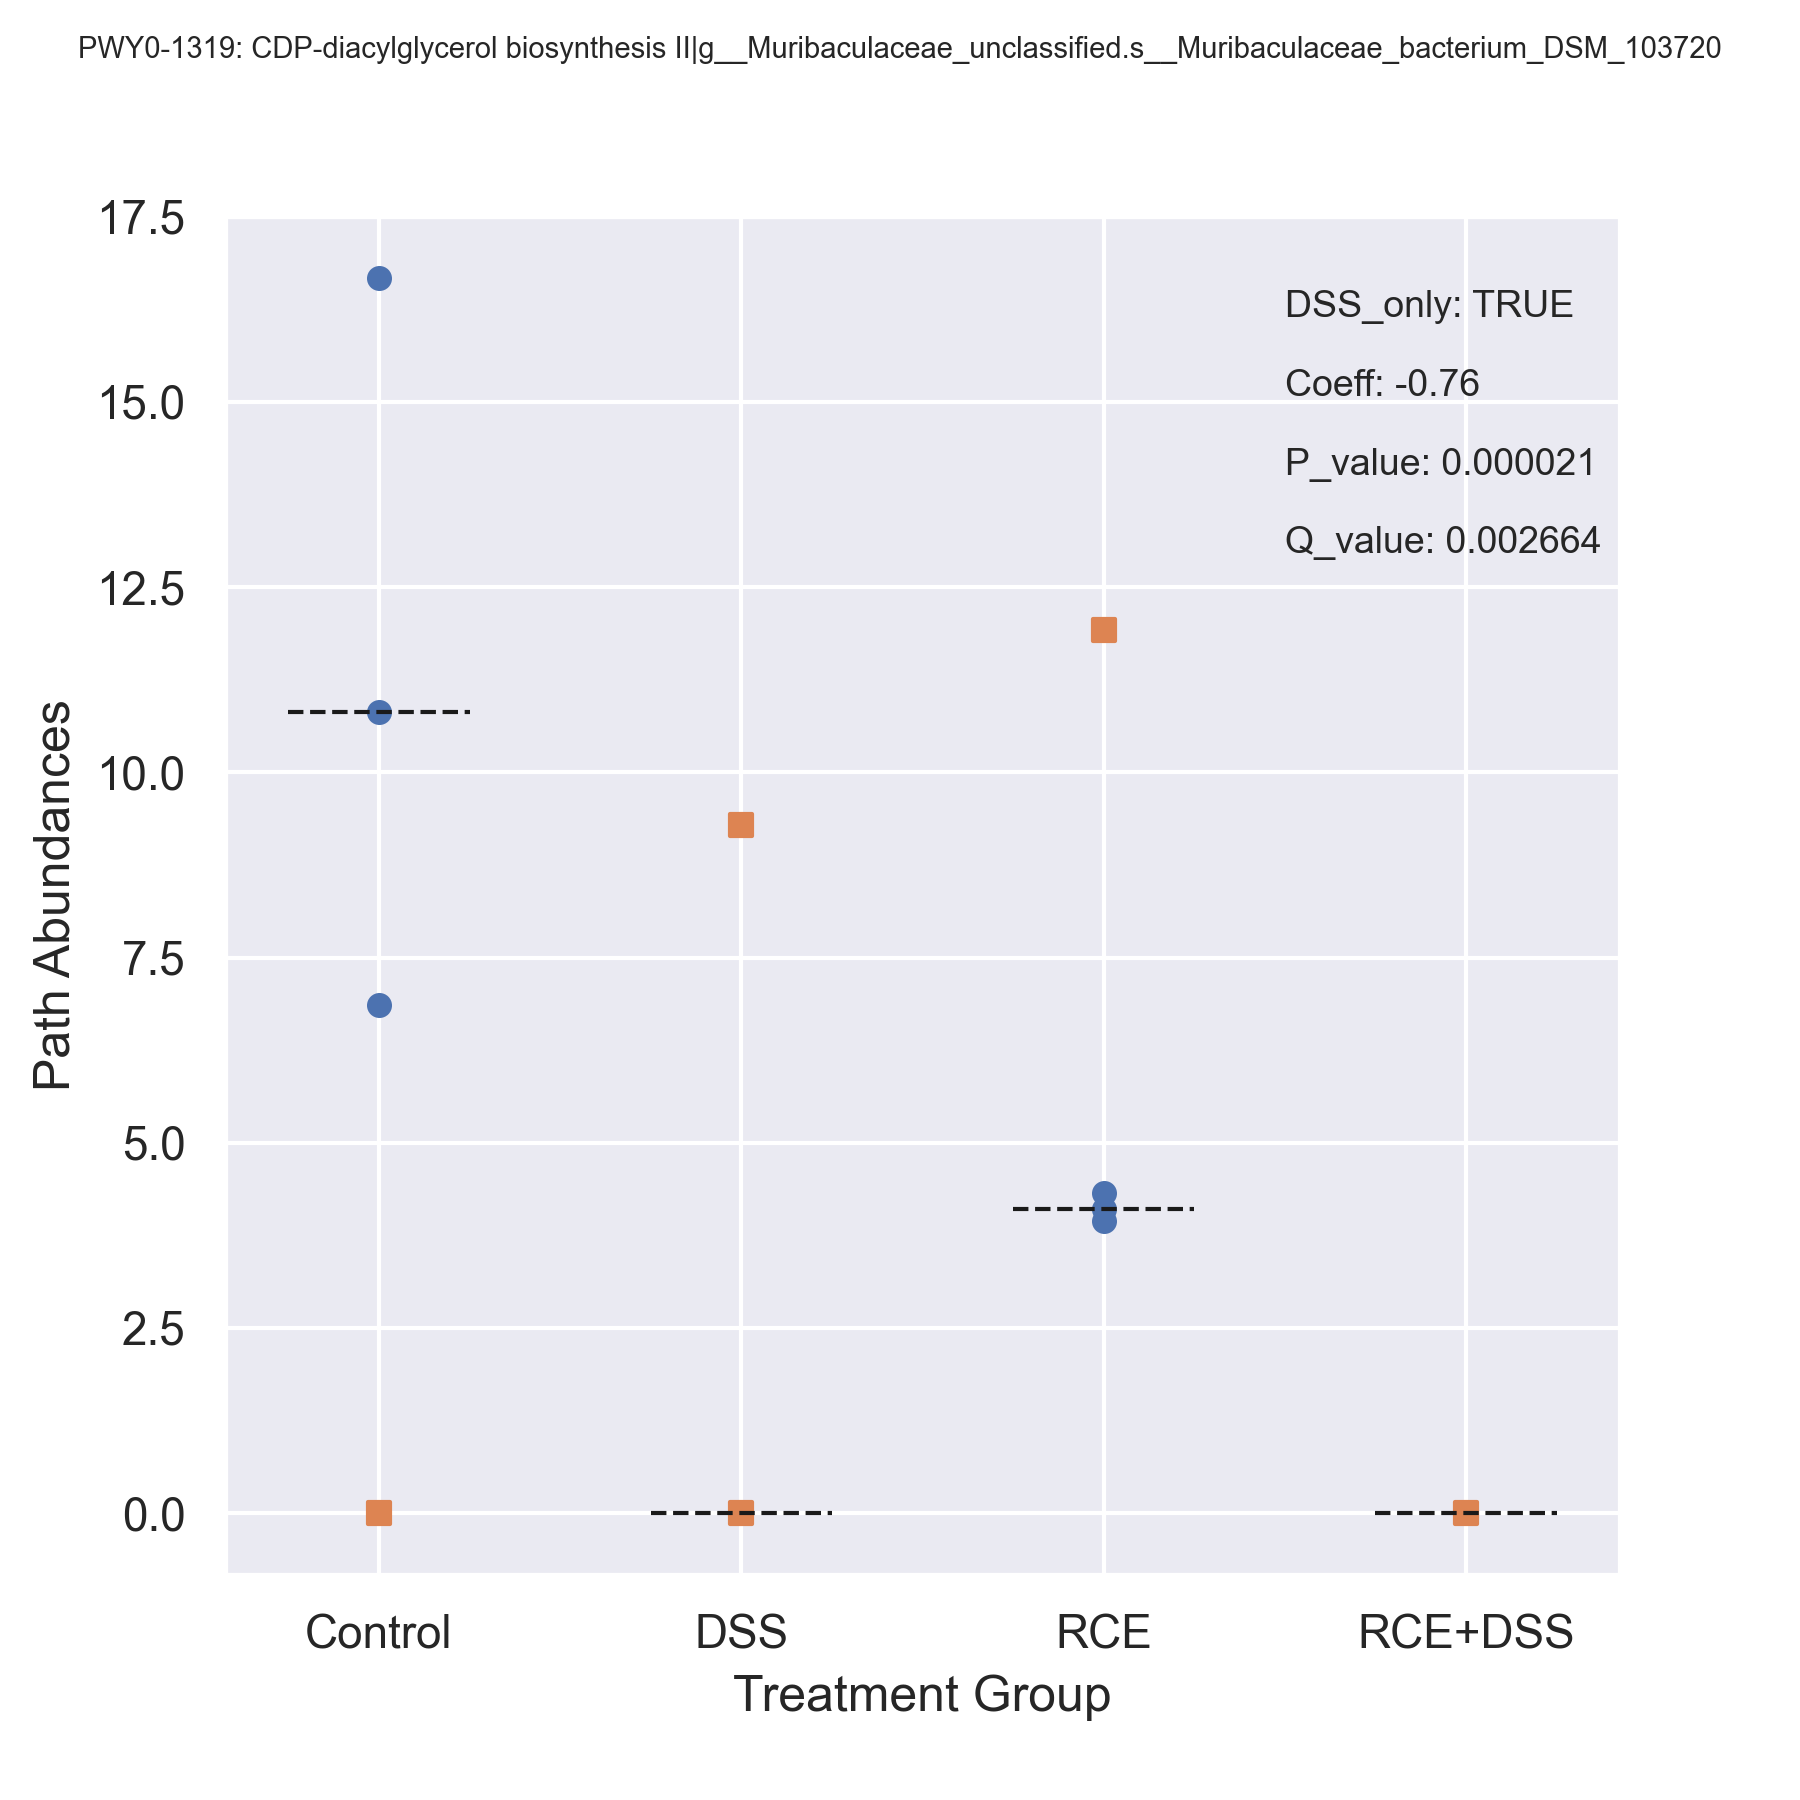 PWY0-1319: CDP-diacylglycerol biosynthesis II|g__Muribaculaceae_unclassified.s__Muribaculaceae_bacterium_DSM_103720
17.5
15.0
12.5
10.0
7.5
5.0
2.5
0.0
Path Abundances
DSS_only: TRUE
Coeff: -0.76
P_value: 0.000021
Q_value: 0.002664
Control DSS RCE RCE+DSS
Treatment Group